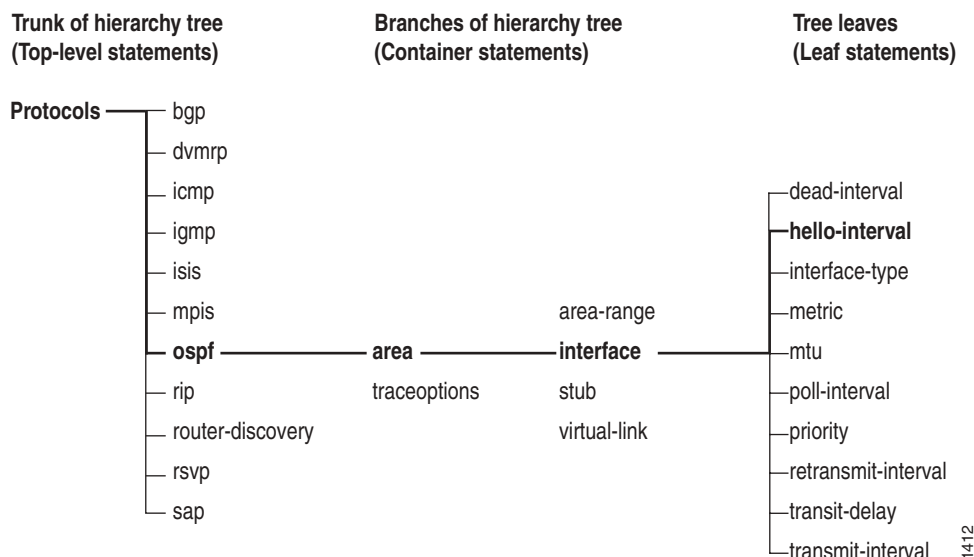 Trunk of hierarchy tree
(Top-level statements)
Branches of hierarchy tree
(Container statements)
Tree leaves
(Leaf statements)
Protocols
bgp
dvmrp
icmp
igmp
isis
mpis
ospf
rip
router-discovery
rsvp
sap
area
traceoptions
area-range
interface
stub
virtual-link
dead-interval
hello-interval
interface-type
metric
mtu
poll-interval
priority
retransmit-interval
transit-delay
transmit-interval
1412